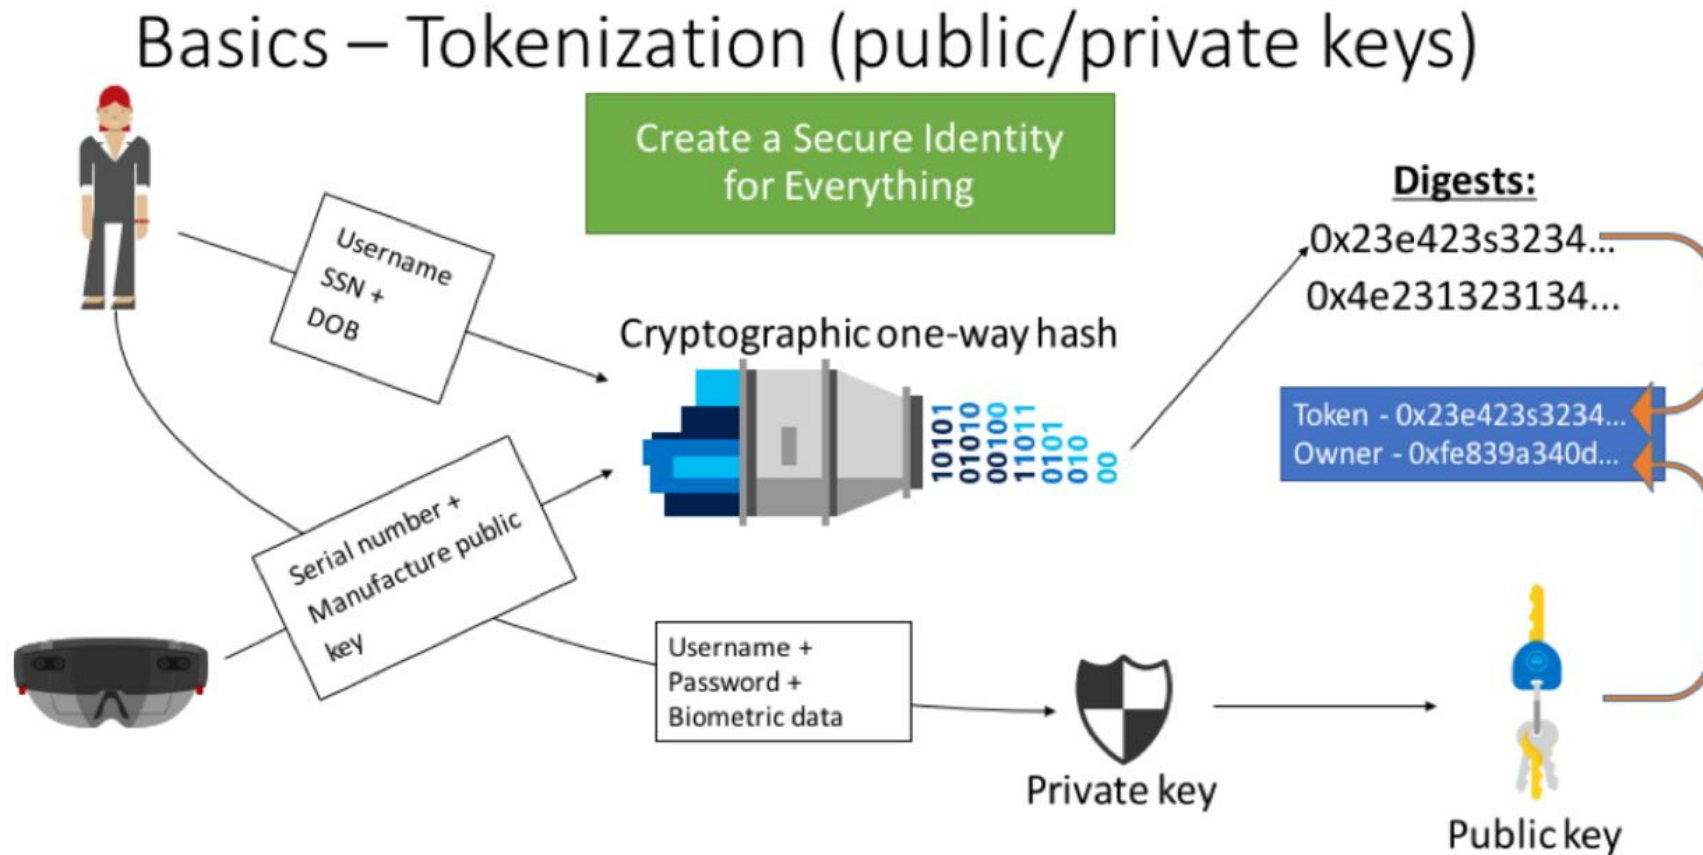 Basics – Tokenization (public/private keys)
Create a Secure Identity
for Everything
Digests:
0x23e423s3234...
0x4e231323134...
Username
SSN +
DOB
Cryptographic one-way hash
10101
01010
00100
11011
0101
010
00
Token - 0x23e423s3234...
Owner - 0xfe839a340d...
Serial number +
Manufacture public
key
Username +
Password +
Biometric data
Private key
Public key